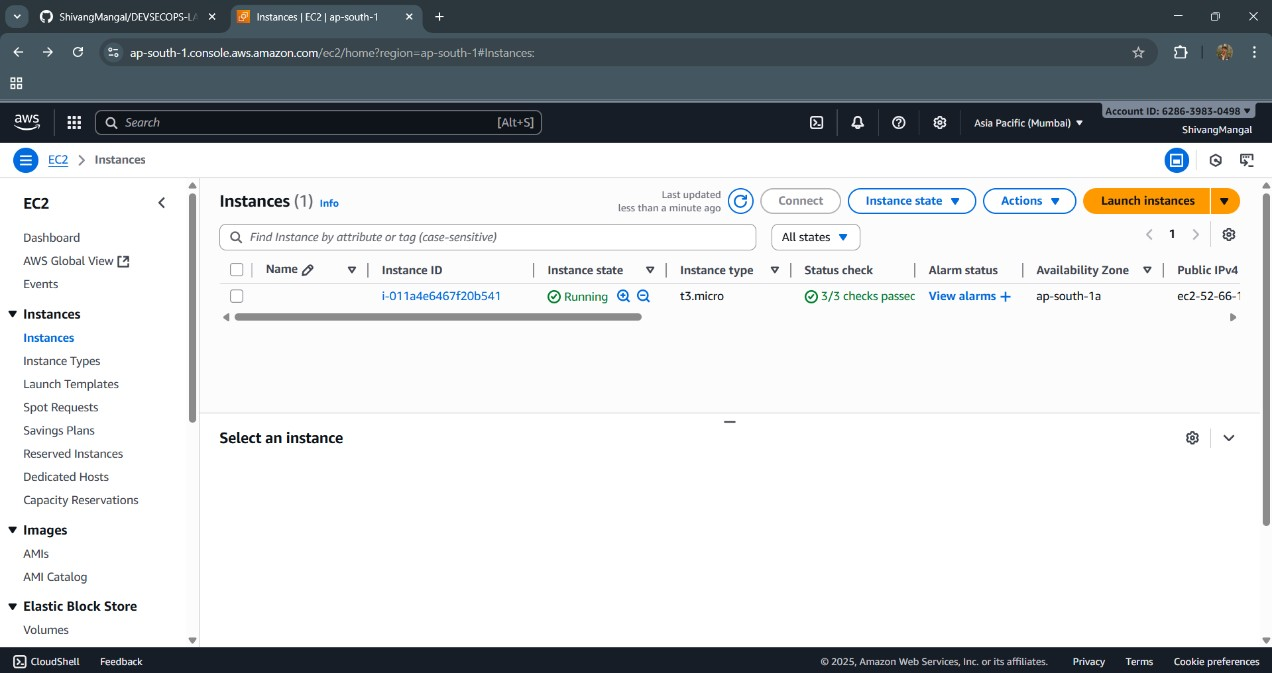 ShivangMangal/DEVSECOPS-LA
Instances | EC2 | ap-south-1
ap-south-1.console.aws.amazon.com/ec2/home?region=ap-south-1#Instances:
aws
Search
[Alt+S]
Asia Pacific (Mumbai)
Account ID: 6286-3983-0498
ShivangMangal
EC2
Instances
EC2
Dashboard
AWS Global View
Events
Instances
Instances
Instance Types
Launch Templates
Spot Requests
Savings Plans
Reserved Instances
Dedicated Hosts
Capacity Reservations
Images
AMIs
AMI Catalog
Elastic Block Store
Volumes
Instances (1) Info
Last updated
less than a minute ago
Connect
Instance state
Actions
Launch instances
Find Instance by attribute or tag (case-sensitive)
All states
1
Name Instance ID Instance state Instance type Status check Alarm status Availability Zone Public IPv4
i-011a4e6467f20b541 Running t3.micro 3/3 checks passec View alarms + ap-south-1a ec2-52-66-1
Select an instance
CloudShell Feedback © 2025, Amazon Web Services, Inc. or its affiliates. Privacy Terms Cookie preferences